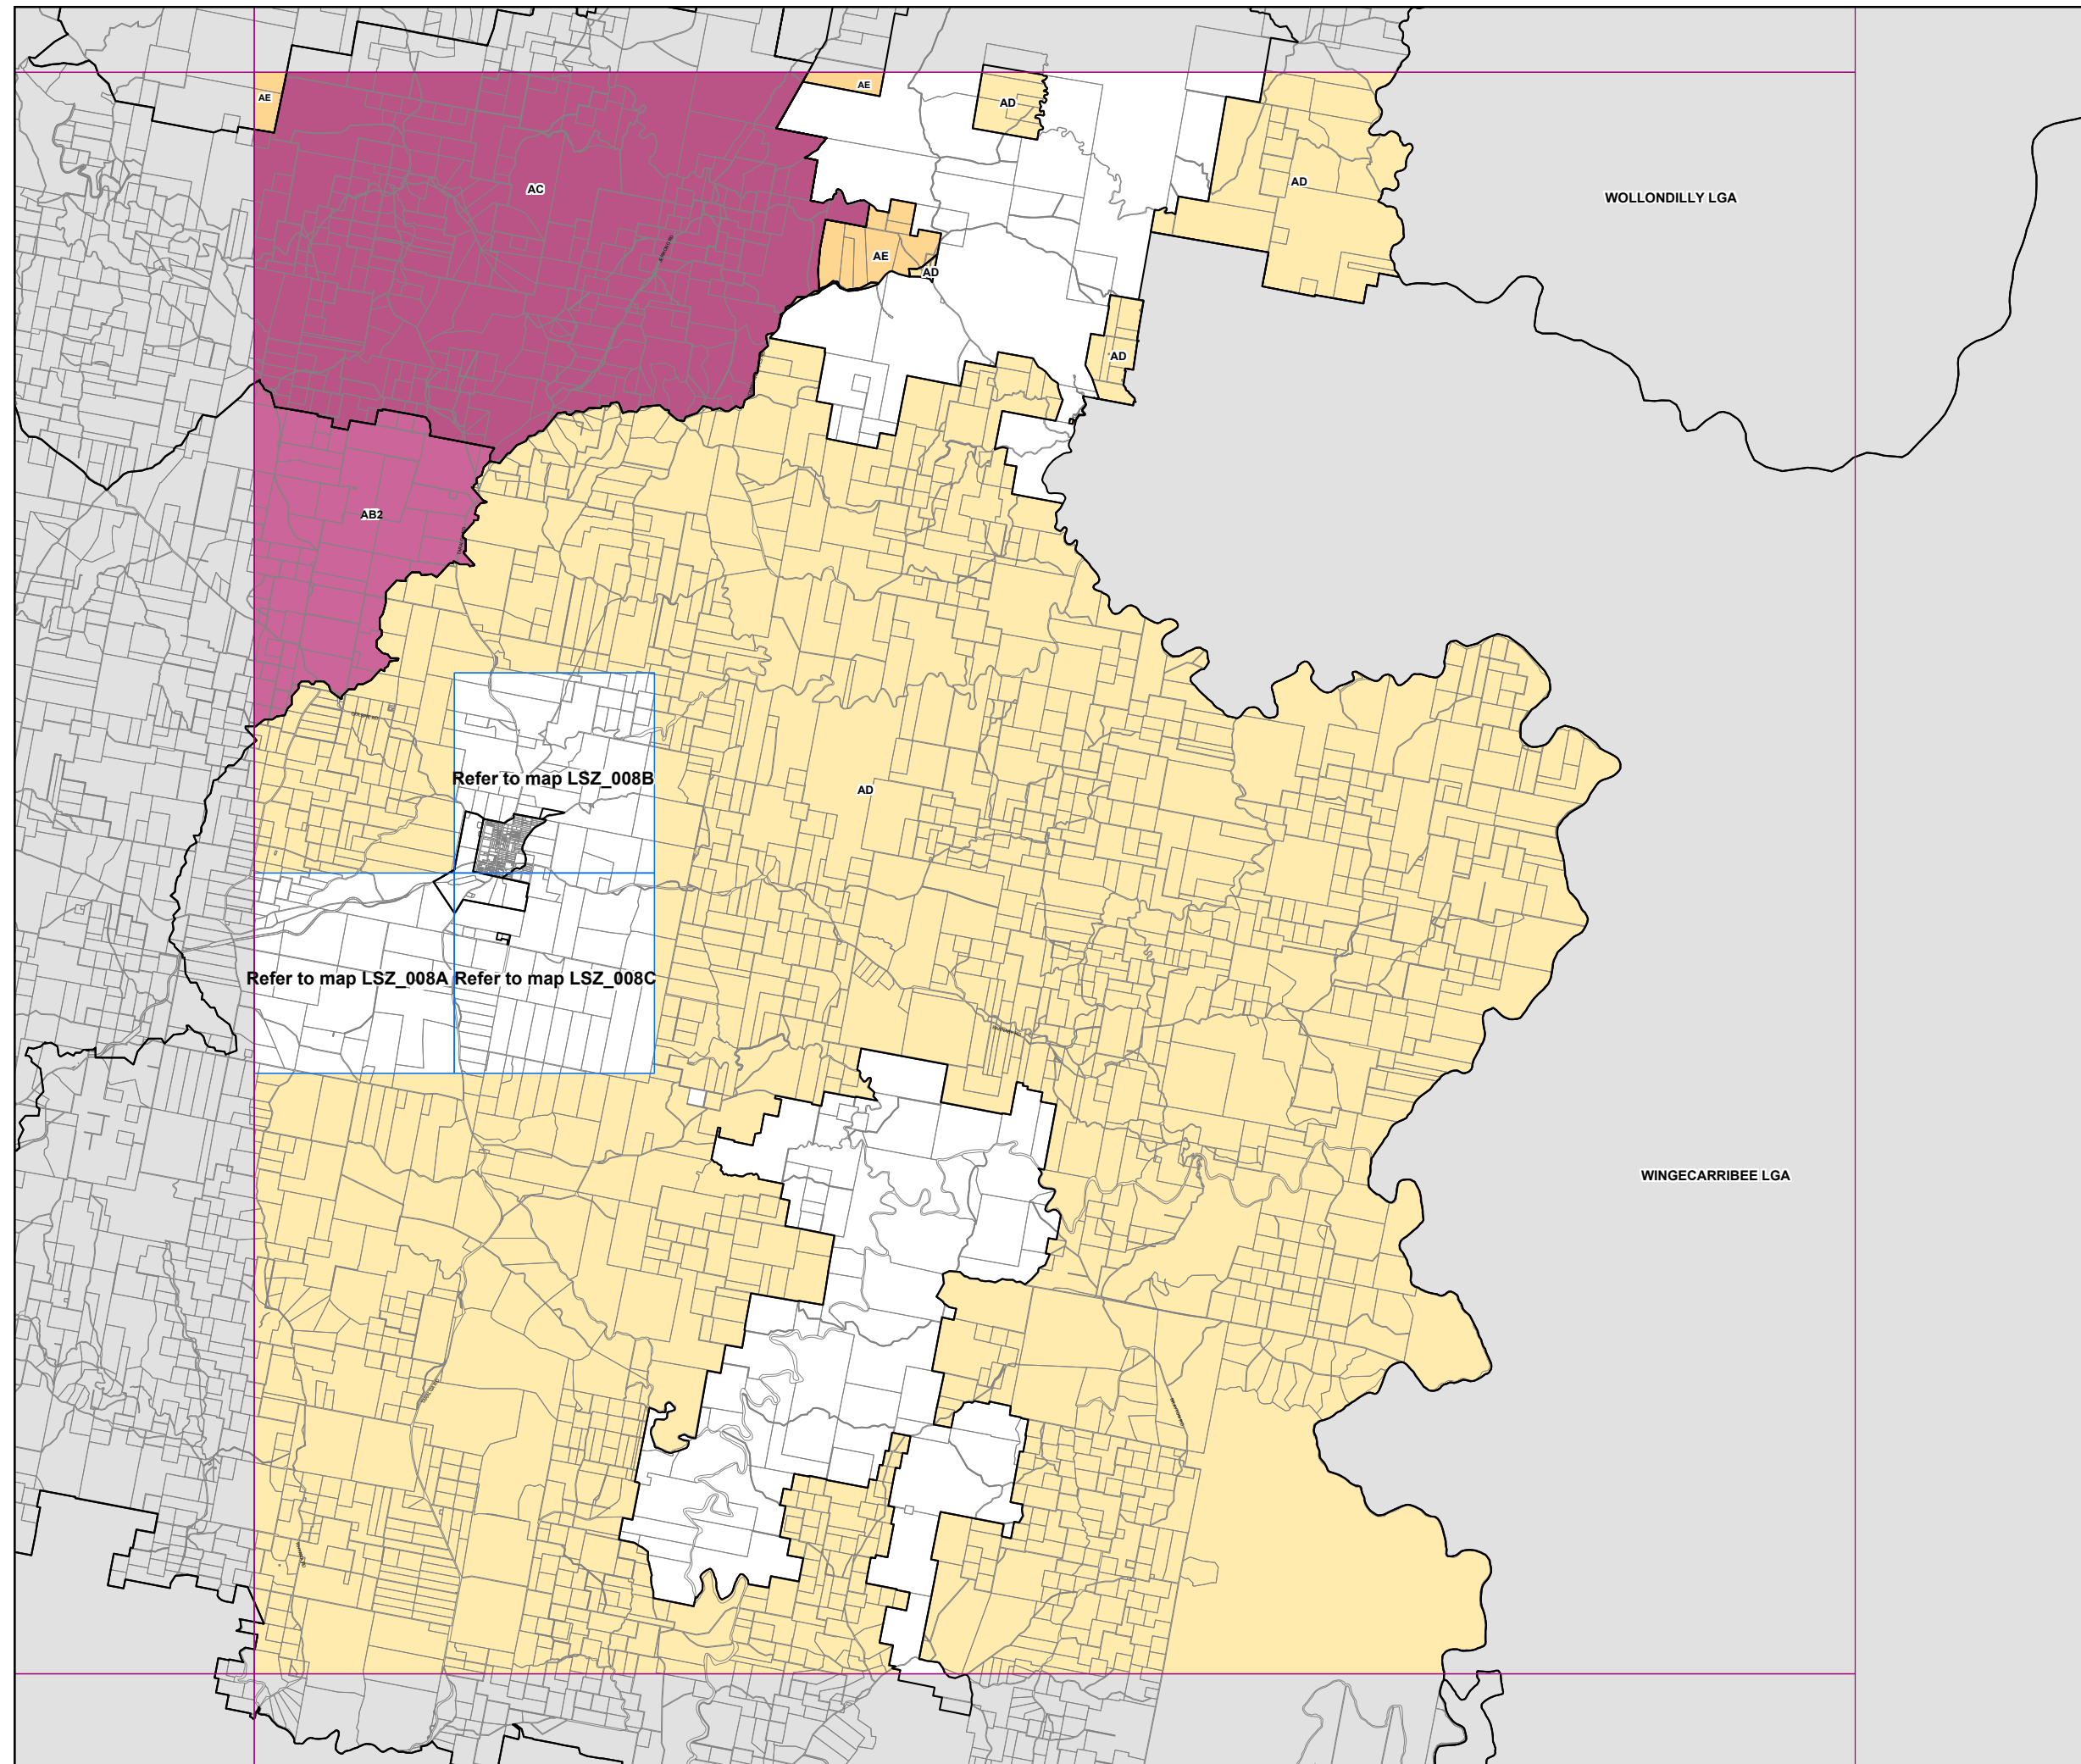 AE
AE
AD
AC
AD
WOLLONDILLY LGA
AE
AD
AD
AB2
Refer to map LSZ_008B
AD
Refer to map LSZ_008A
Refer to map LSZ_008C
WINGECARRIBEE LGA